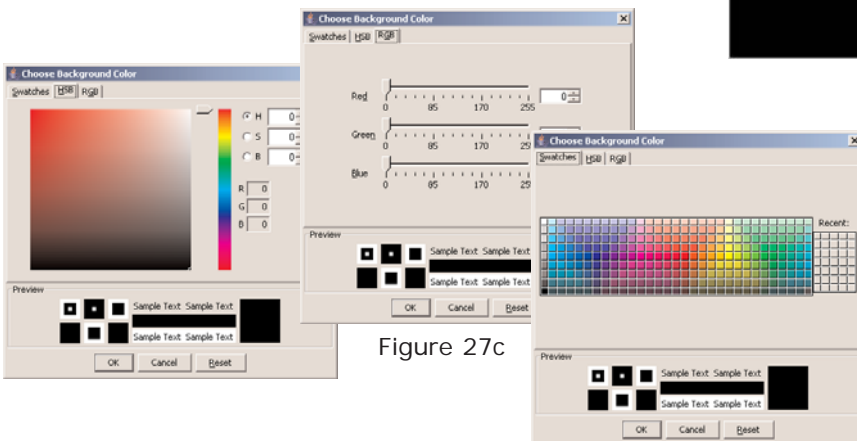 Choose Background Color
Swatches HSB RGB
H 0
S 0
B 0
R 0
G 0
B 0
Preview
Sample Text Sample Text
Sample Text Sample Text
OK Cancel Reset
Choose Background Color
Swatches HSB RGB
Red 0
0 85 170 255
Green
0 85 170 25
Blue
0 85 170 25
Preview
Sample Text Sample Text
Sample Text Sample Text
OK Cancel Reset
Figure 27c
Choose Background Color
Swatches HSB RGB
Recent:
Preview
Sample Text Sample Text
Sample Text Sample Text
OK Cancel Reset